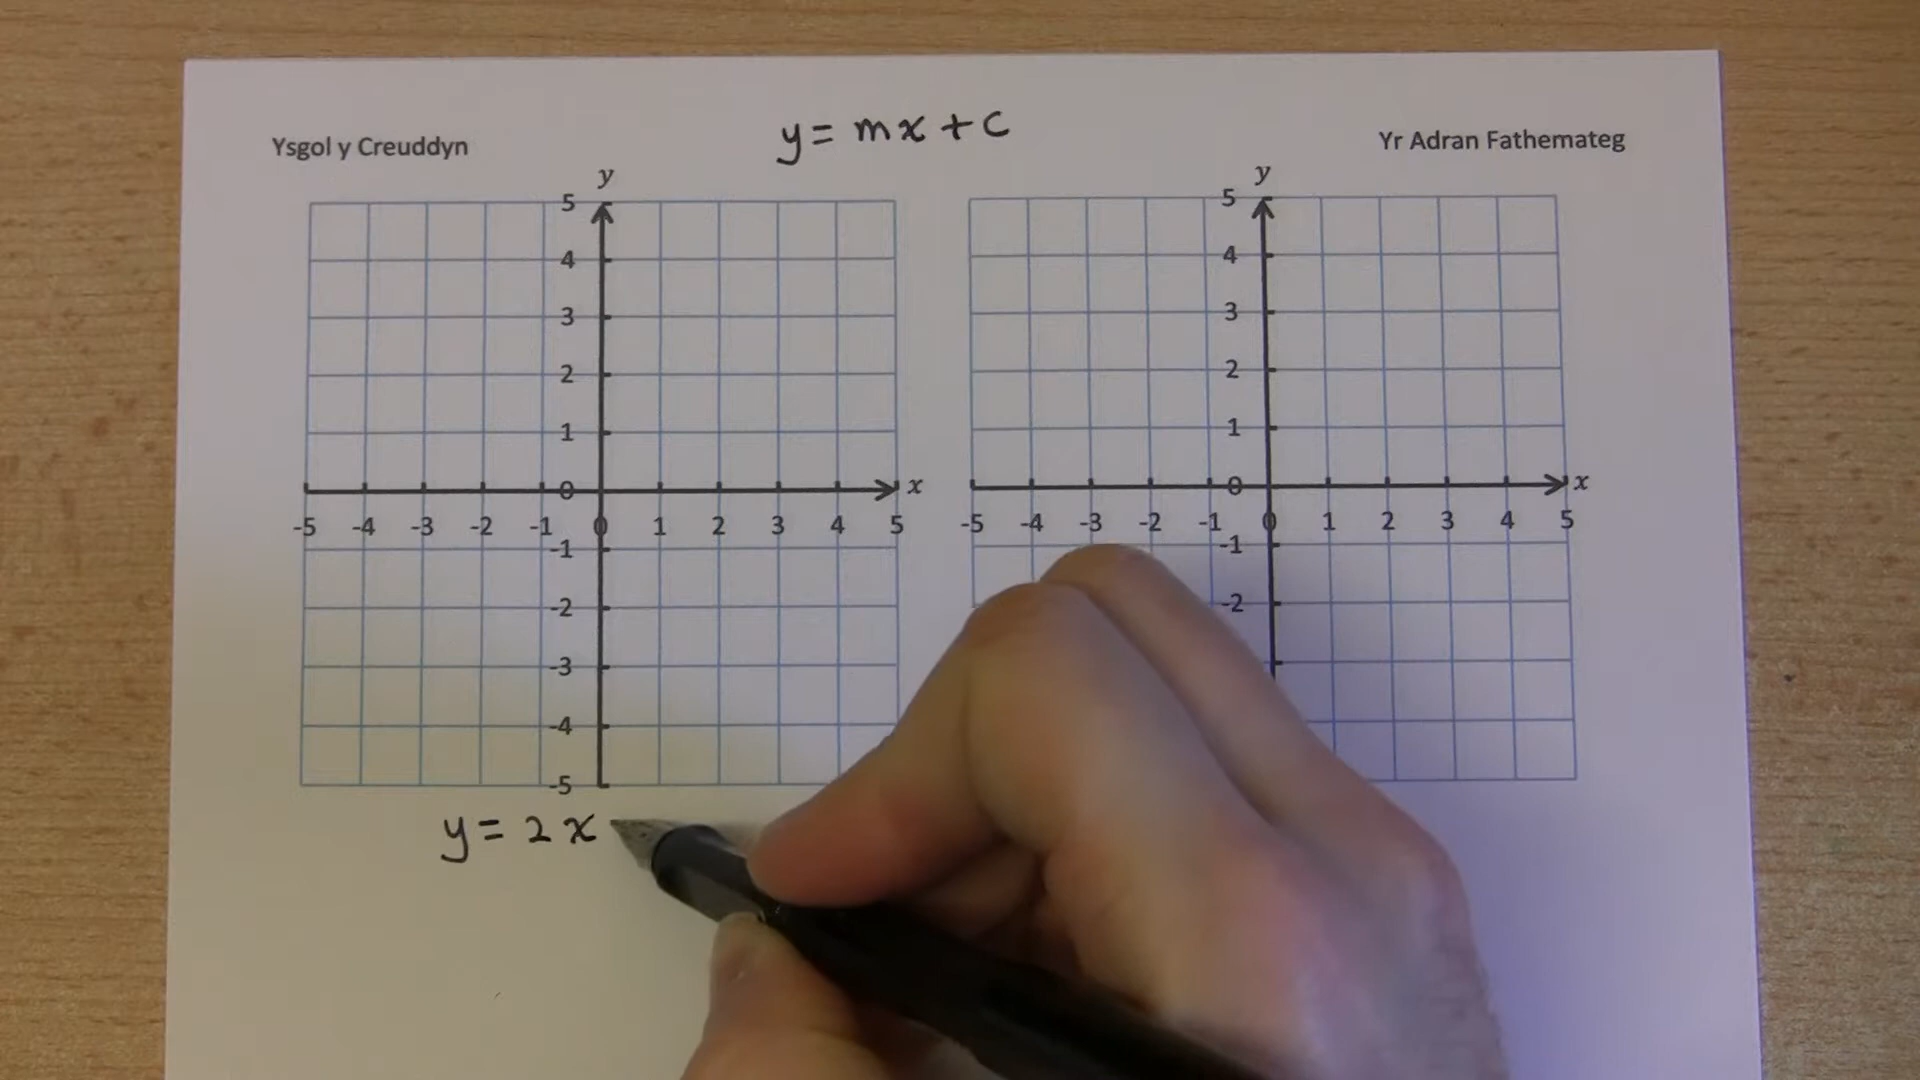 y = mx + c
Ysgol y Creuddyn
Yr Adran Fathemateg
y
5
4
3
2
1
0
x
-5 -4 -3 -2 -1 0 1 2 3 4 5
-1
-2
-3
-4
-5
y
5
4
3
2
1
0
x
-5 -4 -3 -2 -1 0 1 2 3 4 5
-1
-2
y = 2x